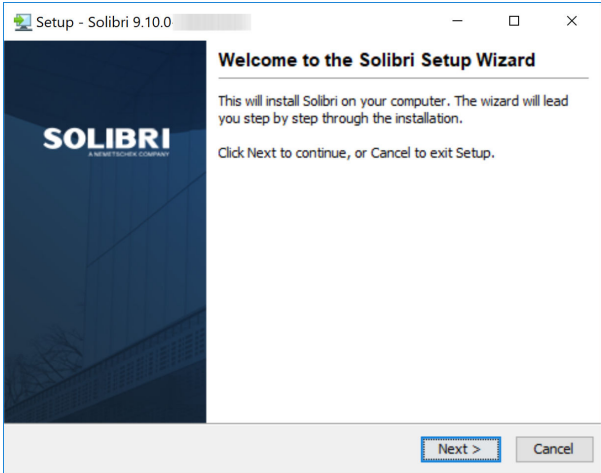 Setup - Solibri 9.10.0
Welcome to the Solibri Setup Wizard
This will install Solibri on your computer. The wizard will lead
you step by step through the installation.
Click Next to continue, or Cancel to exit Setup.
SOLIBRI
A NEMETSCHEK COMPANY
Next >
Cancel